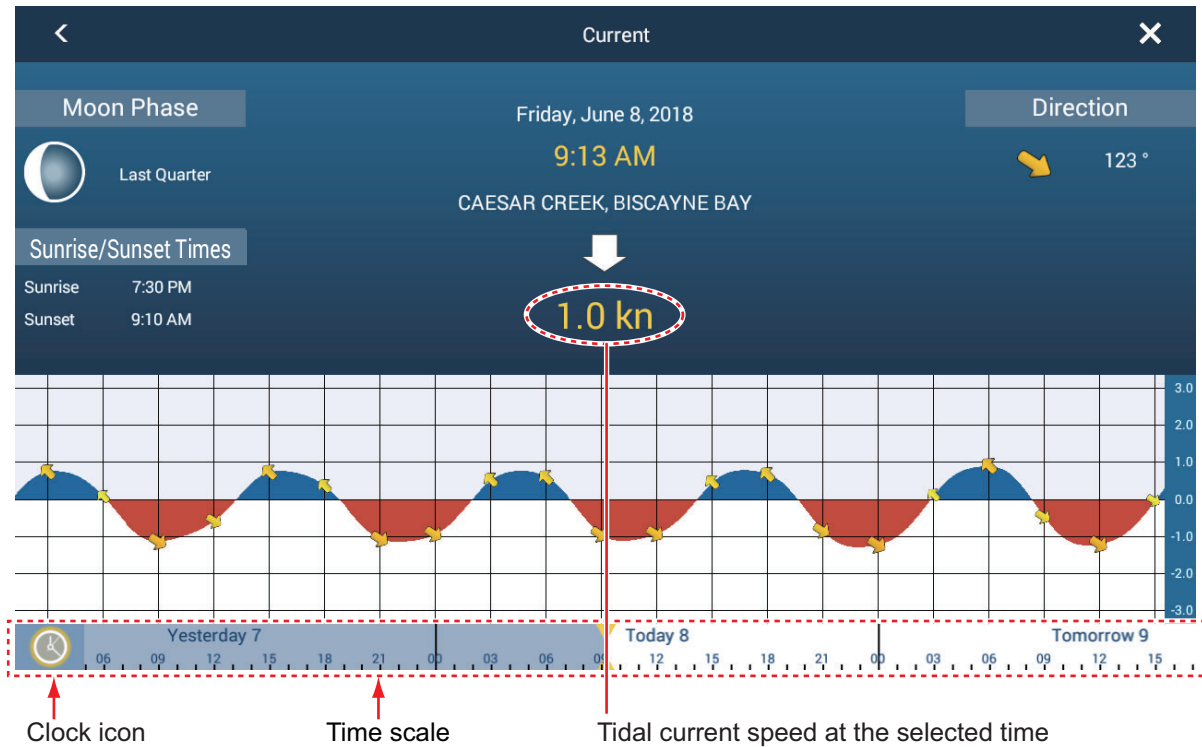 Current
Moon Phase
Friday, June 8, 2018
Direction
9:13 AM
123 °
Last Quarter
CAESAR CREEK, BISCAYNE BAY
Sunrise/Sunset Times
Sunrise 7:30 PM
Sunset 9:10 AM
1.0 kn
3.0
2.0
1.0
0.0
-1.0
-2.0
-3.0
Yesterday 7 Today 8 Tomorrow 9
06 09 12 15 18 21 00 03 06 09 12 15 18 21 00 03 06 09 12 15
Clock icon Time scale Tidal current speed at the selected time